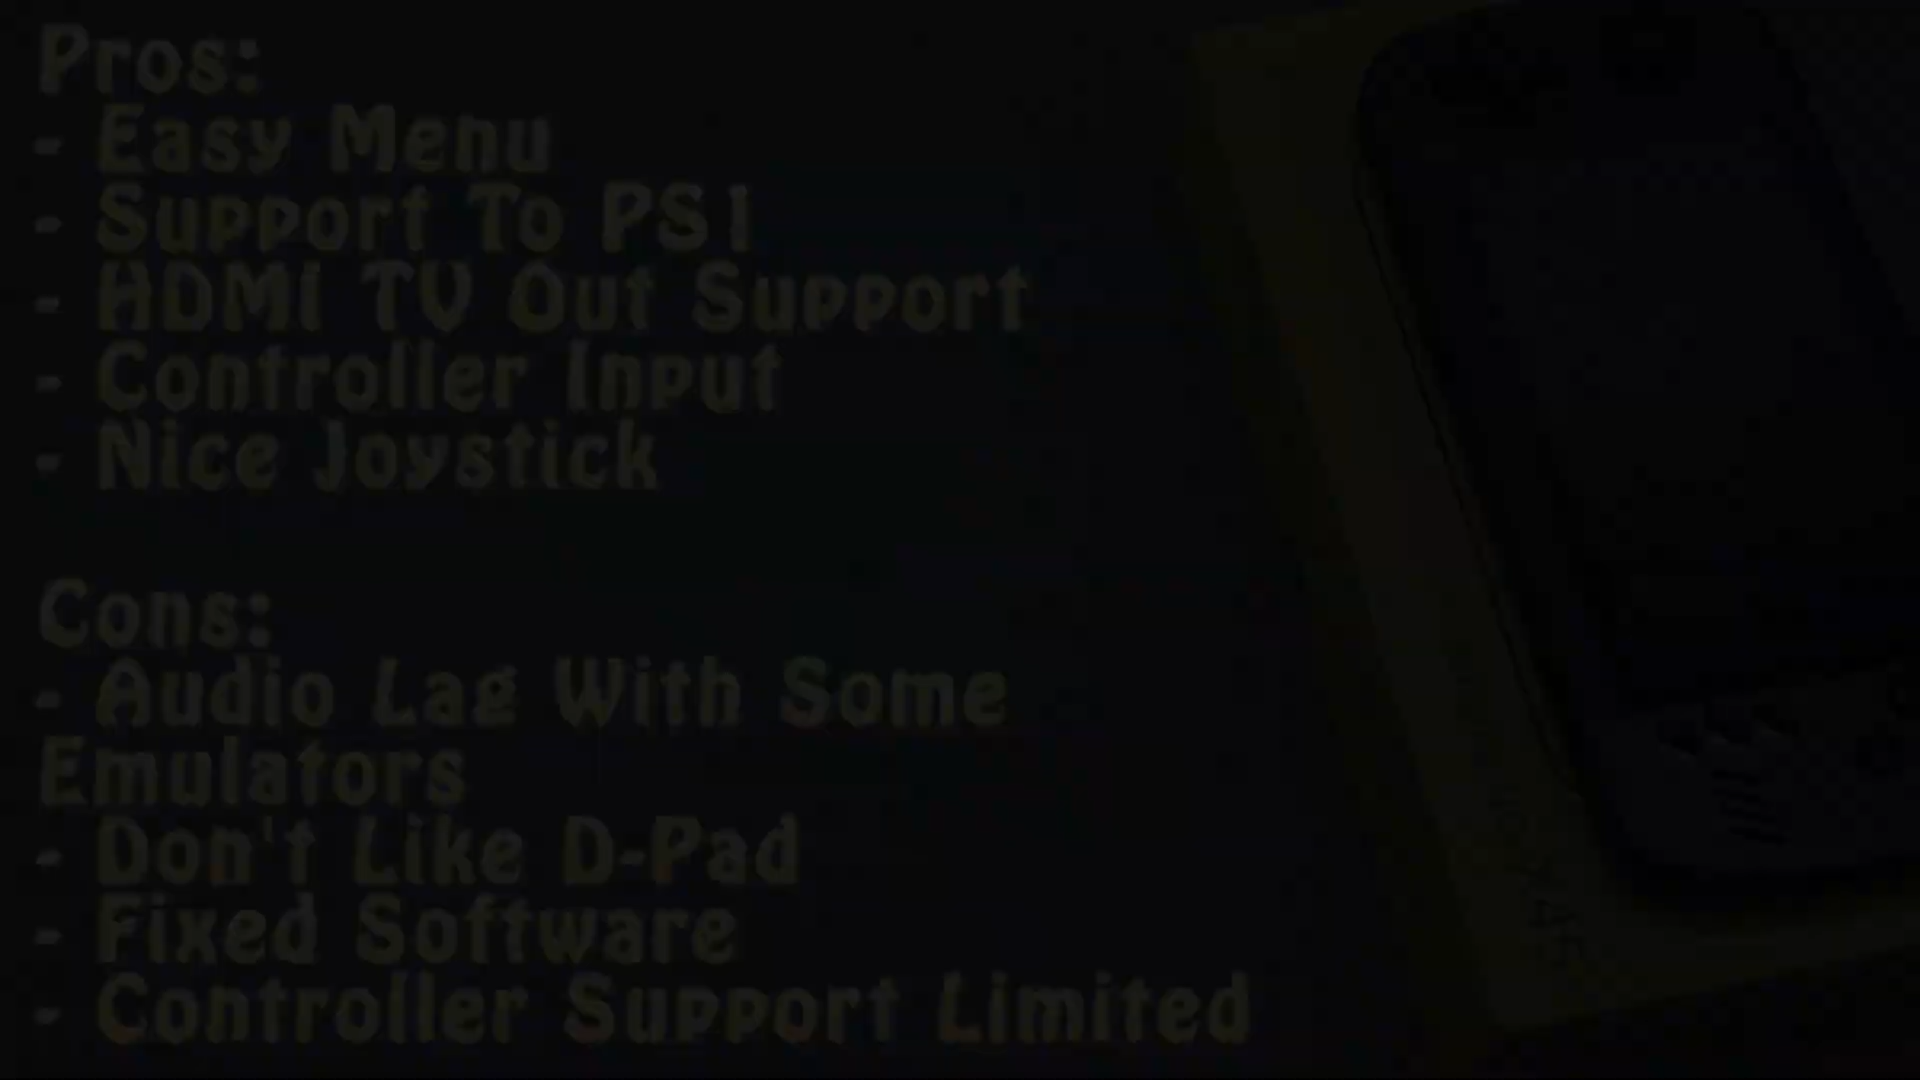 Pros:
- Easy Menu
- Support To PS1
- HDMI TV Out Support
- Controller Input
- Nice Joystick
Cons:
- Audio Lag With Some
Emulators
- Don't Like D-Pad
- Fixed Software
- Controller Support Limited